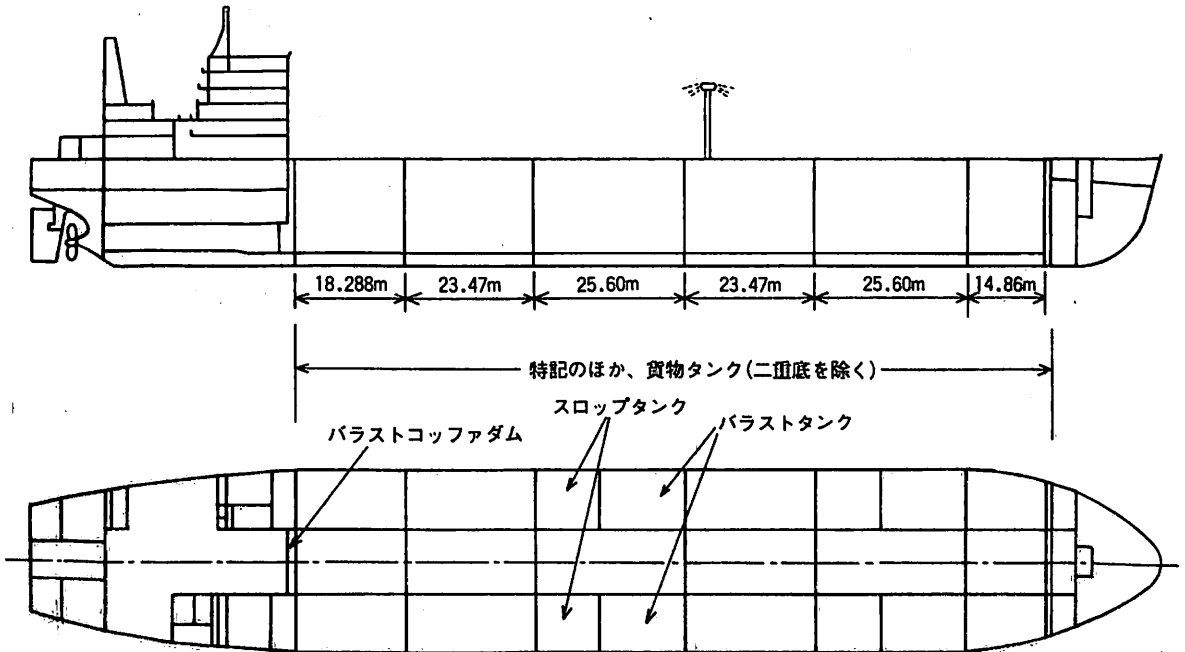 18.288m 23.47m 25.60m 23.47m 25.60m 14.86m
特記のほか、貨物タンク(二重底を除く)
スロップタンク
バラストタンク
バラストコッファダム